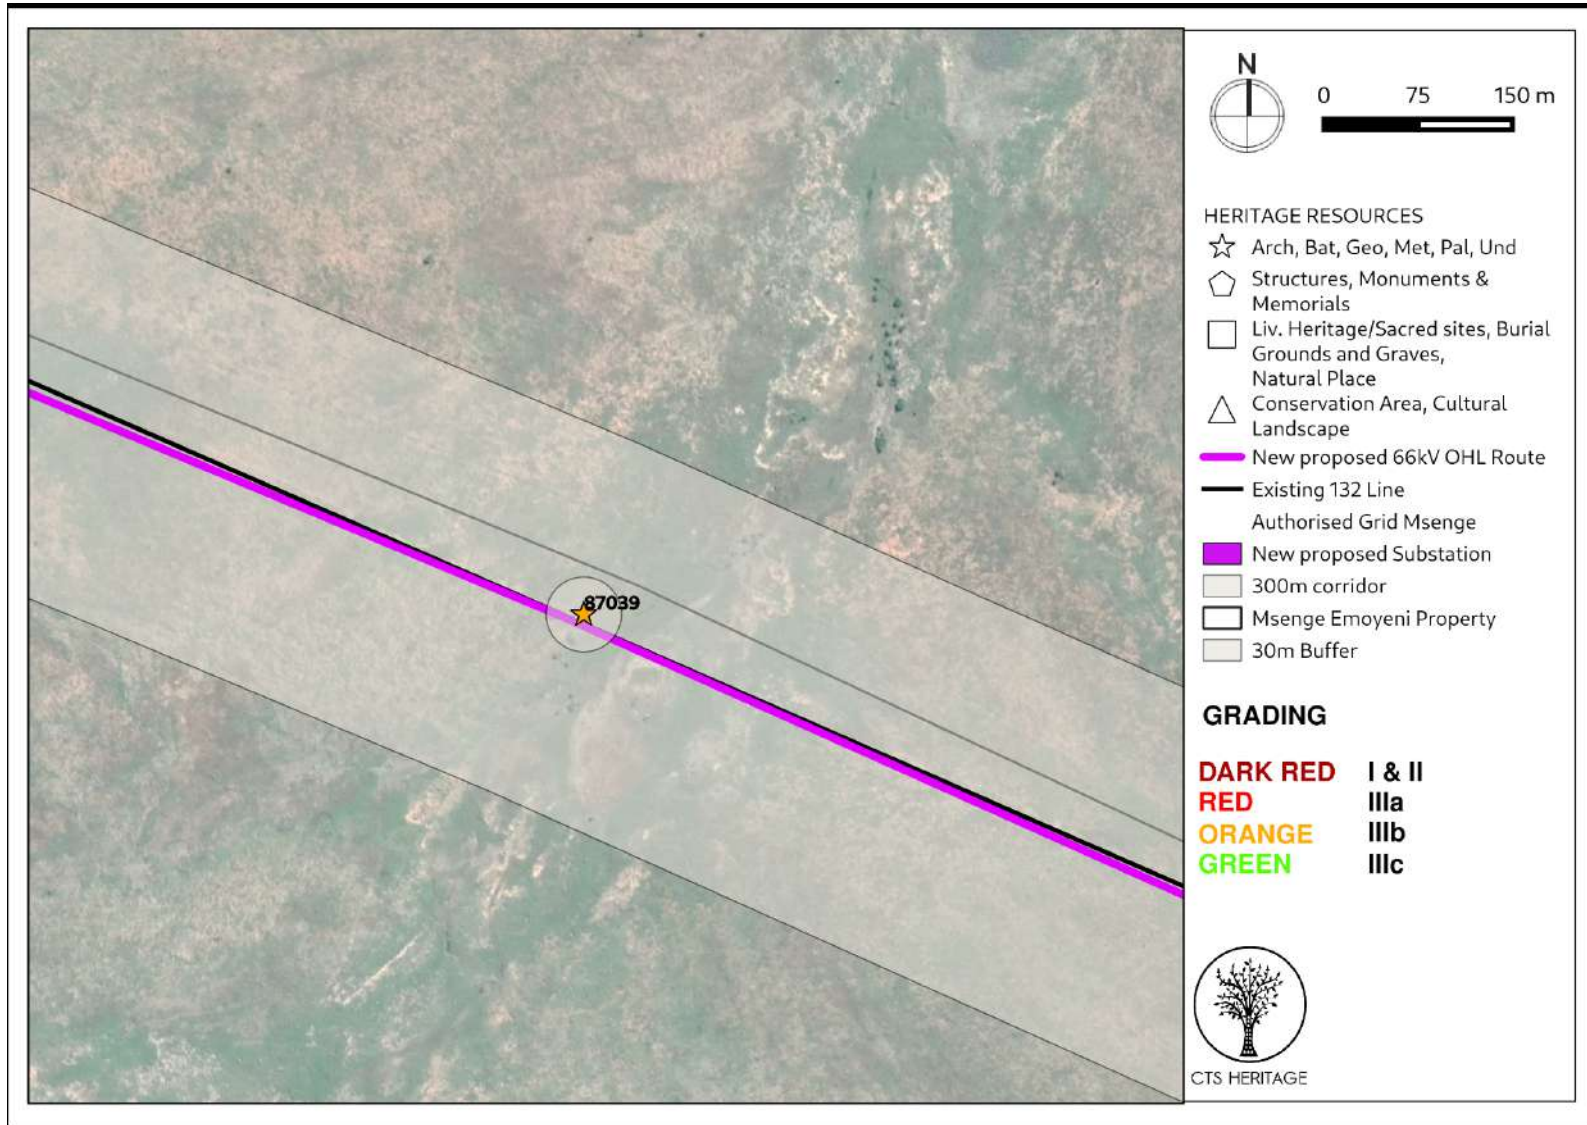 87039
N
0 75 150 m
HERITAGE RESOURCES
Arch, Bat, Geo, Met, Pal, Und
Structures, Monuments &
Memorials
Liv. Heritage/Sacred sites, Burial
Grounds and Graves,
Natural Place
Conservation Area, Cultural
Landscape
New proposed 66kV OHL Route
Existing 132 Line
Authorised Grid Msenge
New proposed Substation
300m corridor
Msenge Emoyeni Property
30m Buffer
GRADING
DARK RED I & II
RED IIIa
ORANGE IIIb
GREEN IIIc
CTS HERITAGE